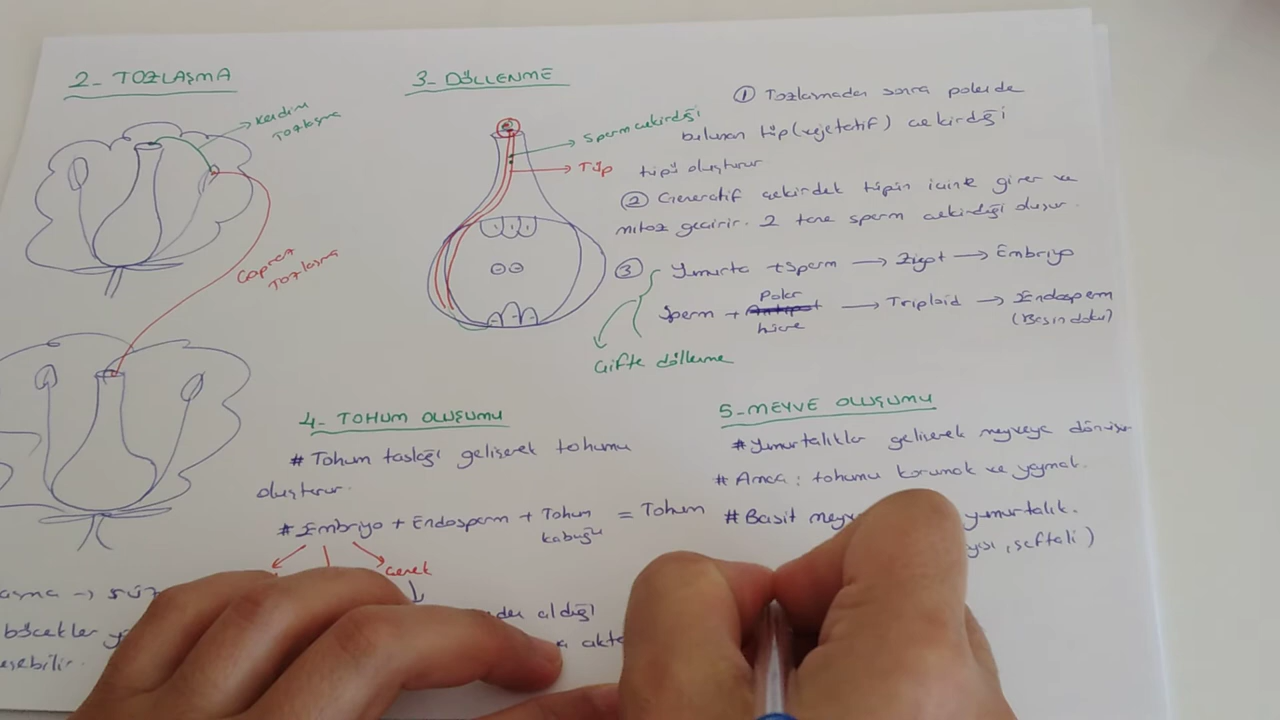 2- TOZLAŞMA
Kendine
Tozlaşma
Çapraz
Tozlaşma
3- DÖLLENME
Sperm çekirdeği
Tüp
① Tozlaşmadan sonra polende
bulunan tüp (vejetatif) çekirdeği
tüpü oluşturur
② Generatif çekirdek tüpün içine girer ve
mitoz geçirir. 2 tane sperm çekirdeği oluşur.
③ Yumurta + Sperm → Zigot → Embriyo
Sperm + Polar hücre → Triploid → Endosperm
(Besin doku)
Çifte döllenme
4- TOHUM OLUŞUMU
# Tohum taslağı gelişerek tohumu
oluşturur.
# Embriyo + Endosperm + Tohum kabuğu = Tohum
Çenek
aldığı
5- MEYVE OLUŞUMU
# Yumurtalıklar gelişerek meyveye dönüşür
# Amaç: tohumu korumak ve yaymak.
# Basit meyve yumurtalık.
, şeftali)
böcekler